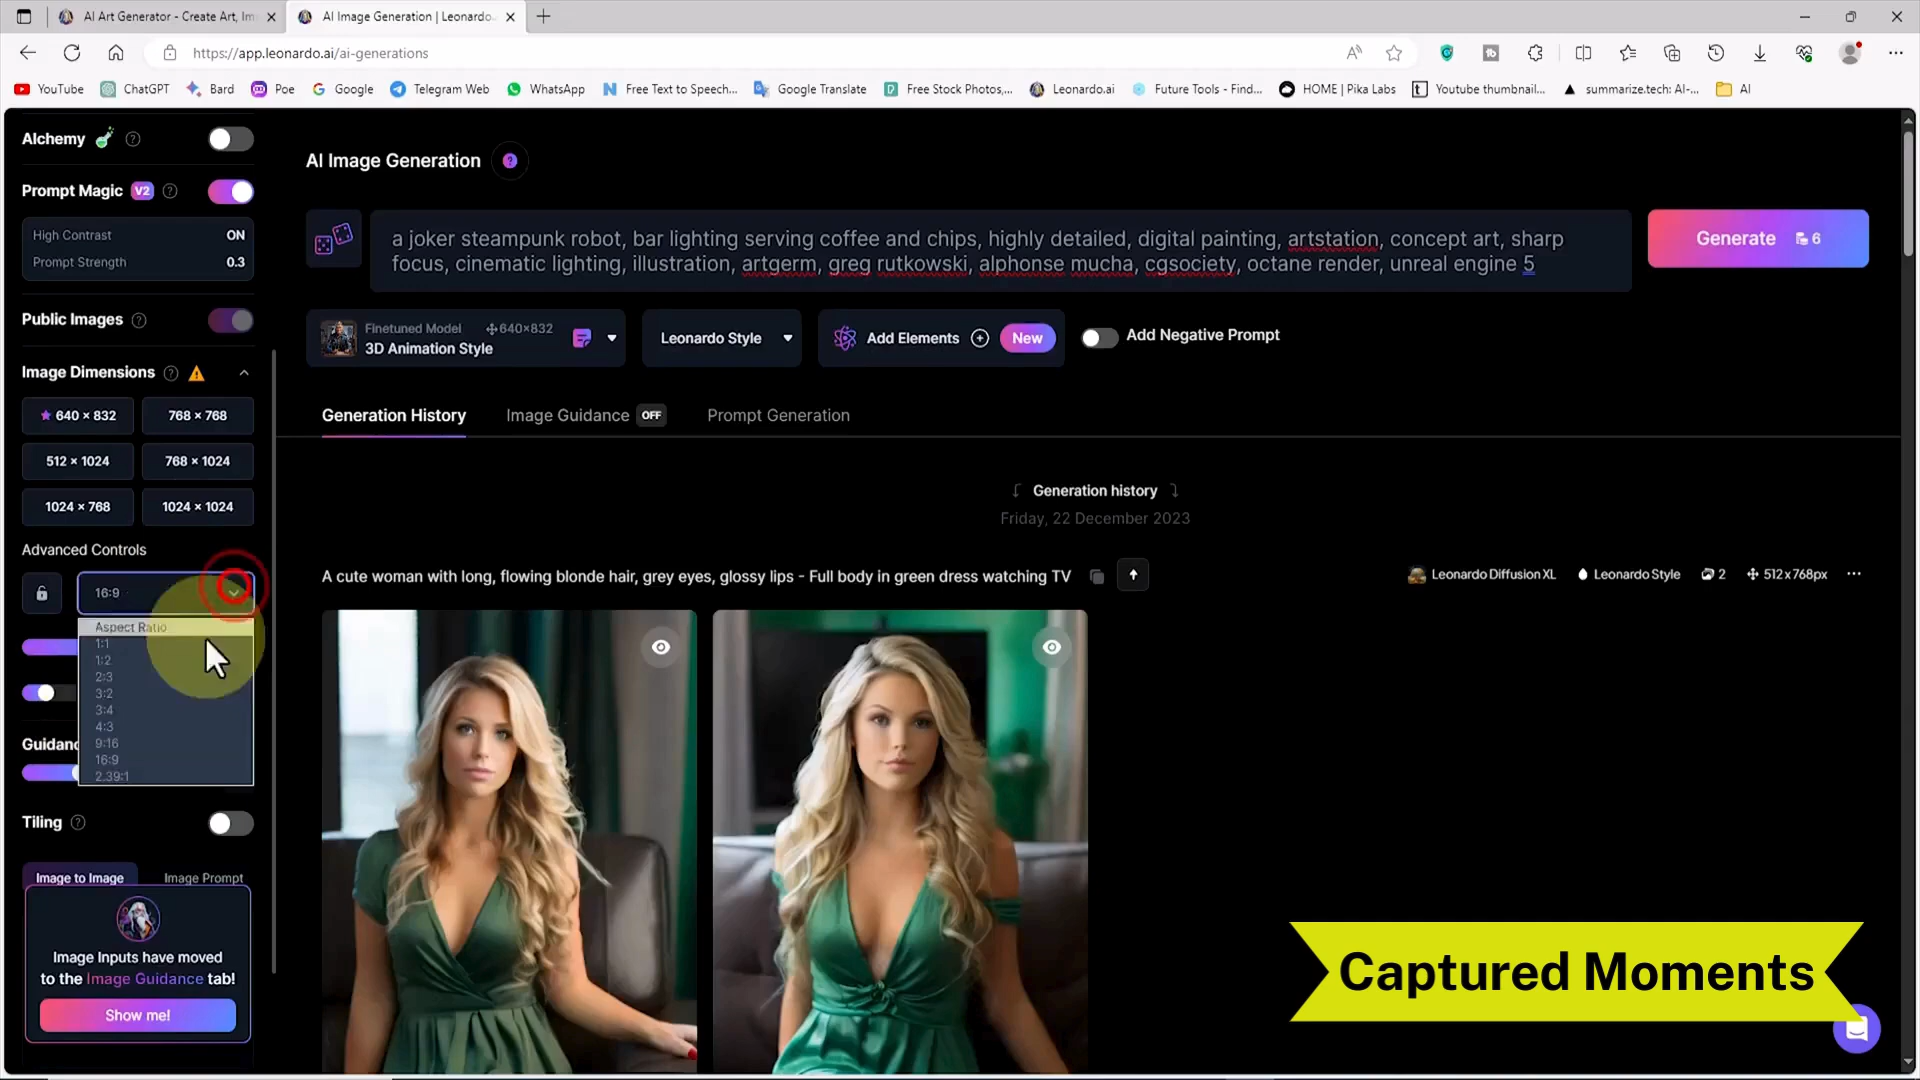 AI Art Generator - Create Art, Im
AI Image Generation | Leonardo.
https://app.leonardo.ai/ai-generations
YouTube
ChatGPT
Bard
Poe
Google
Telegram Web
WhatsApp
Free Text to Speech...
Google Translate
Free Stock Photos,...
Leonardo.ai
Future Tools - Find...
HOME | Pika Labs
Youtube thumbnail...
summarize.tech: AI-...
AI
Alchemy
AI Image Generation
Prompt Magic V2
High Contrast ON
Prompt Strength 0.3
a joker steampunk robot, bar lighting serving coffee and chips, highly detailed, digital painting, artstation, concept art, sharp
focus, cinematic lighting, illustration, artgerm, greg rutkowski, alphonse mucha, cgsociety, octane render, unreal engine 5
Generate 6
Public Images
Finetuned Model 640×832
3D Animation Style
Leonardo Style
Add Elements
New
Add Negative Prompt
Image Dimensions
640 × 832
768 × 768
512 × 1024
768 × 1024
1024 × 768
1024 × 1024
Generation History
Image Guidance OFF
Prompt Generation
Generation history
Friday, 22 December 2023
Advanced Controls
16:9
Aspect Ratio
1:1
1:2
2:3
3:2
3:4
4:3
9:16
16:9
2.39:1
A cute woman with long, flowing blonde hair, grey eyes, glossy lips - Full body in green dress watching TV
Leonardo Diffusion XL
Leonardo Style
2
512x768px
Guidanc
Tiling
Image to Image
Image Prompt
Image Inputs have moved
to the Image Guidance tab!
Show me!
Captured Moments